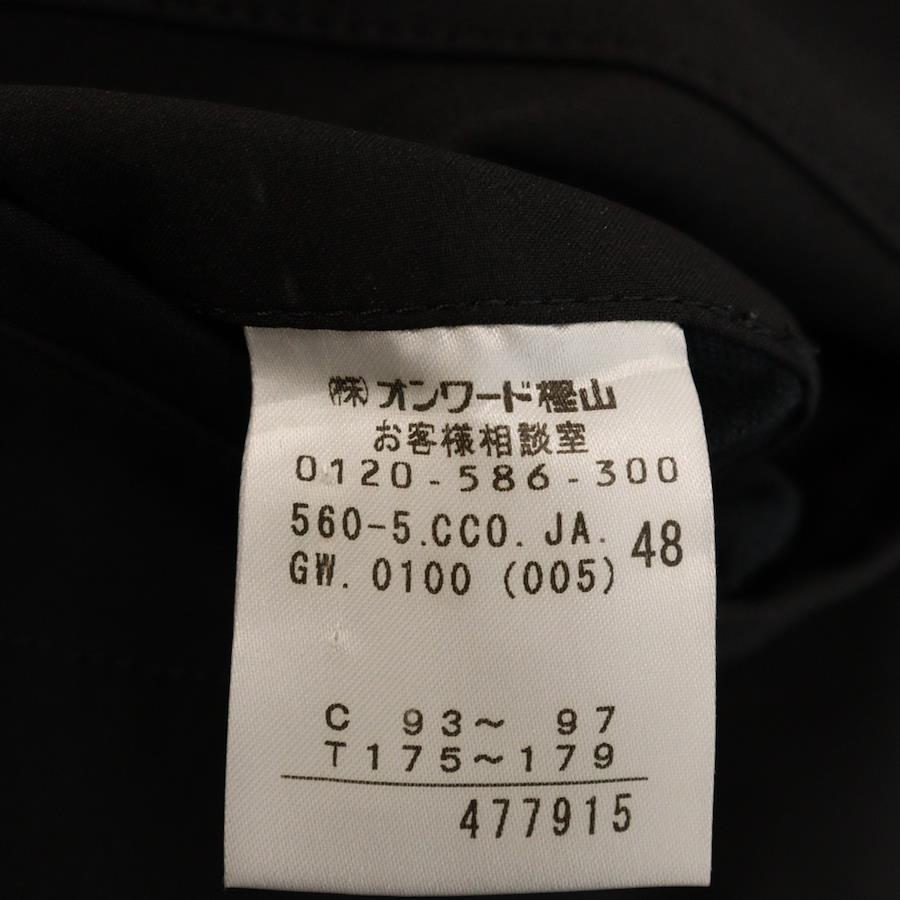 ㈱オンワード樫山
お客様相談室
0120-586-300
560-5.CCO.JA. 48
GW.0100 (005)
C 93～ 97
T175～179
477915